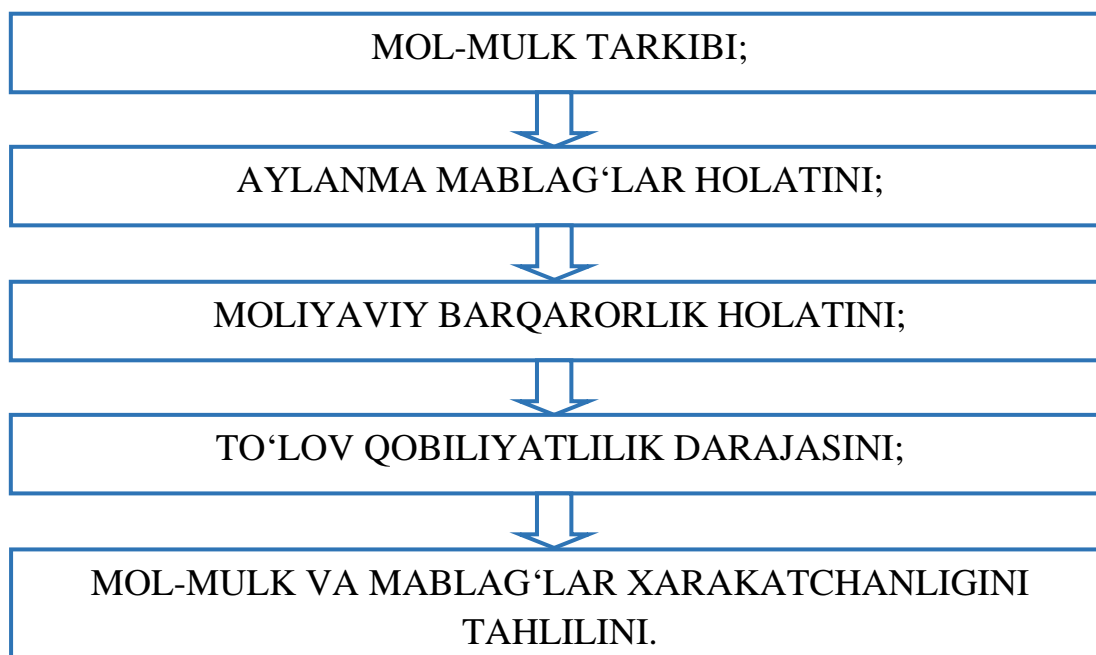 MOL-MULK TARKIBI;
AYLANMA MABLAG‘LAR HOLATINI;
MOLIYAVIY BARQARORLIK HOLATINI;
TO‘LOV QOBILIYATLILIK DARAJASINI;
MOL-MULK VA MABLAG‘LAR XARAKATCHANLIGINI
TAHLILINI.